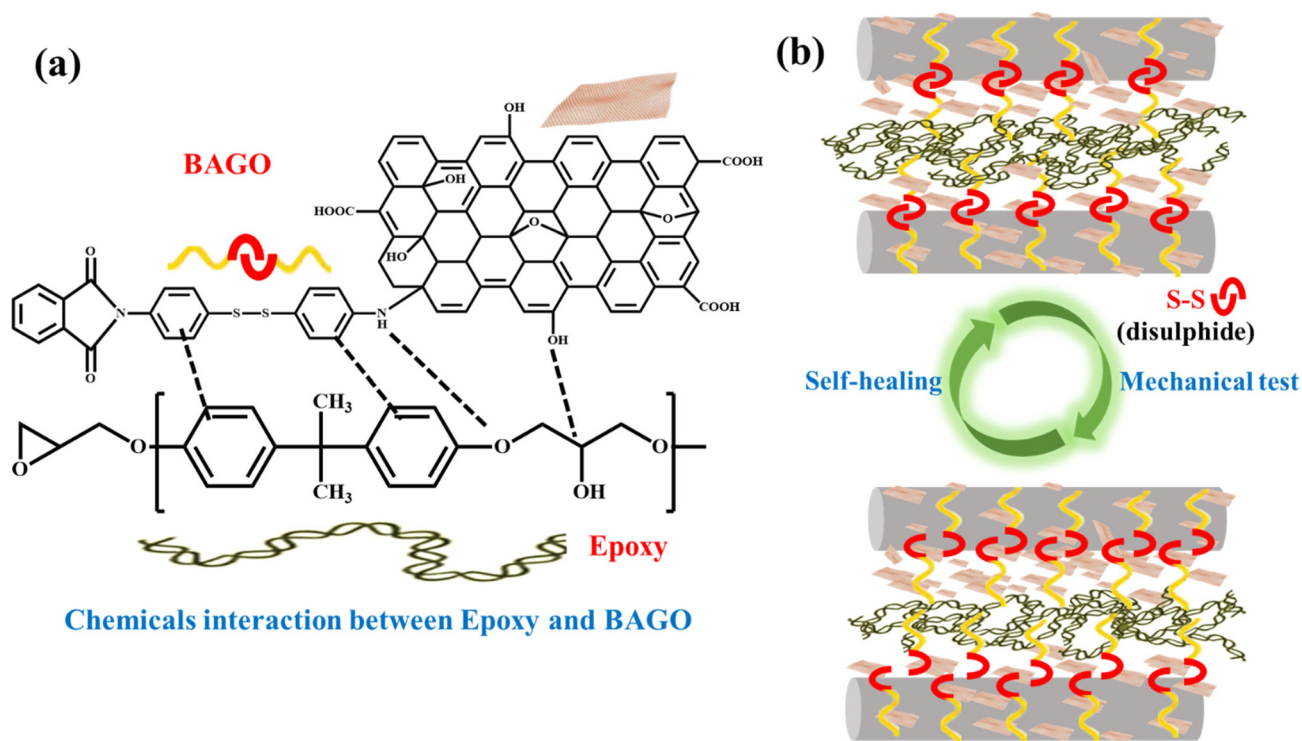 (a)
BAGO
OH
OH
COOH
HOOC
O
O
HO
COOH
O
N
O
S
S
N
H
OH
CH₃
CH₃
O
O
O
O
OH
Epoxy
Chemicals interaction between Epoxy and BAGO
(b)
S-S
(disulphide)
Self-healing
Mechanical test